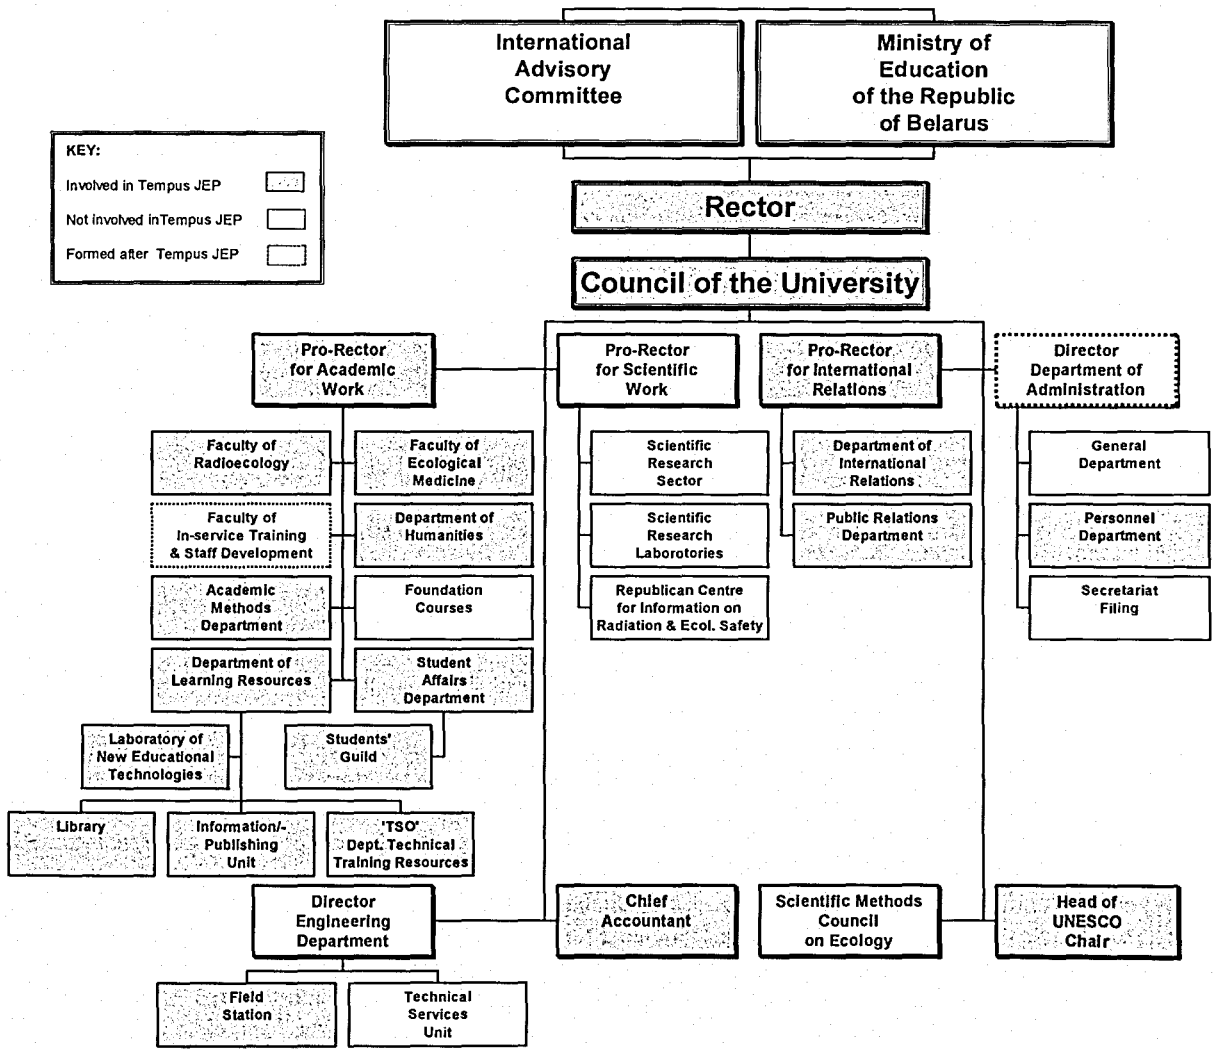 International
Advisory
Committee
Ministry of
Education
of the Republic
of Belarus
KEY:
Involved in Tempus JEP
Not involved inTempus JEP
Formed after Tempus JEP
Rector
Council of the University
Pro-Rector
for Academic
Work
Pro-Rector
for Scientific
Work
Pro-Rector
for International
Relations
Director
Department of
Administration
Faculty of
Radioecology
Faculty of
Ecological
Medicine
Scientific
Research
Sector
Department of
International
Relations
General
Department
Faculty of
In-service Training
& Staff Development
Department of
Humanities
Scientific
Research
Laborotories
Public Relations
Department
Personnel
Department
Academic
Methods
Department
Foundation
Courses
Republican Centre
for Information on
Radiation & Ecol. Safety
Secretariat
Filing
Department of
Learning Resources
Student
Affairs
Department
Laboratory of
New Educational
Technologies
Students'
Guild
Library
Information/-
Publishing
Unit
'TSO'
Dept. Technical
Training Resources
Director
Engineering
Department
Chief
Accountant
Scientific Methods
Council
on Ecology
Head of
UNESCO
Chair
Field
Station
Technical
Services
Unit